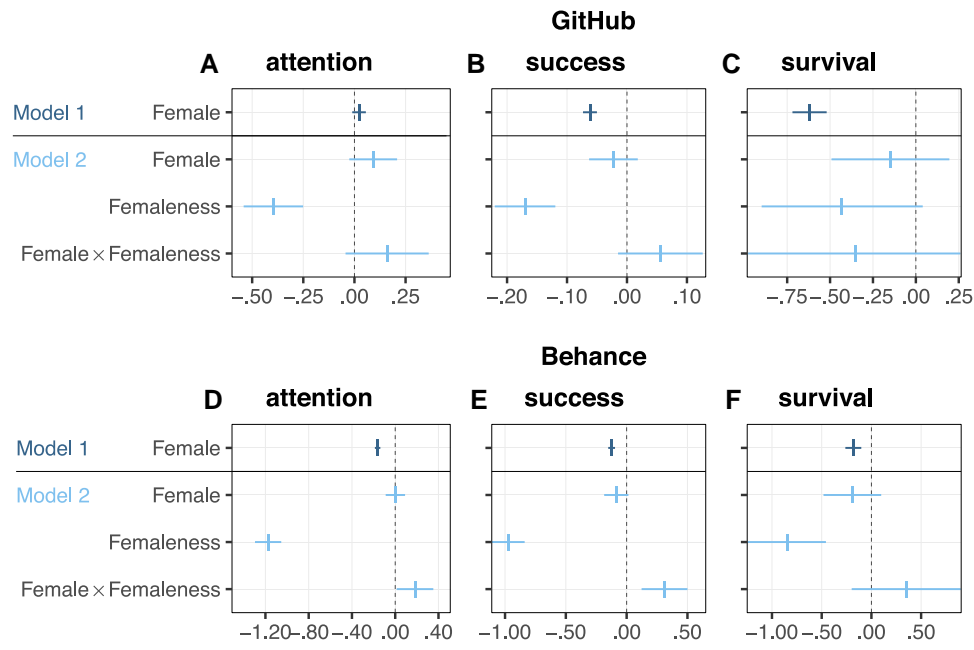 GitHub
A attention B success C survival
Model 1 Female
Model 2 Female
Femaleness
Female × Femaleness
−.50 −.25 .00 .25 −.20 −.10 .00 .10 −.75 −.50 −.25 .00 .25
Behance
D attention E success F survival
Model 1 Female
Model 2 Female
Femaleness
Female × Femaleness
−1.20 −.80 −.40 .00 .40 −1.00 −.50 .00 .50 −1.00 −.50 .00 .50